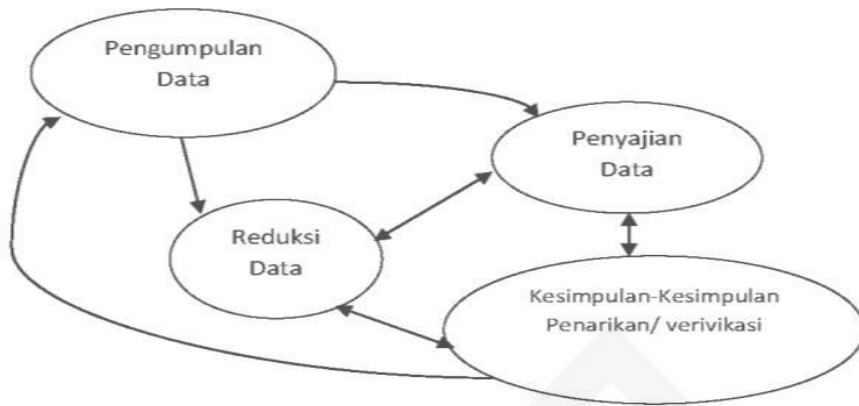 Pengumpulan
Data
Penyajian
Data
Reduksi
Data
Kesimpulan-Kesimpulan
Penarikan/ verivikasi